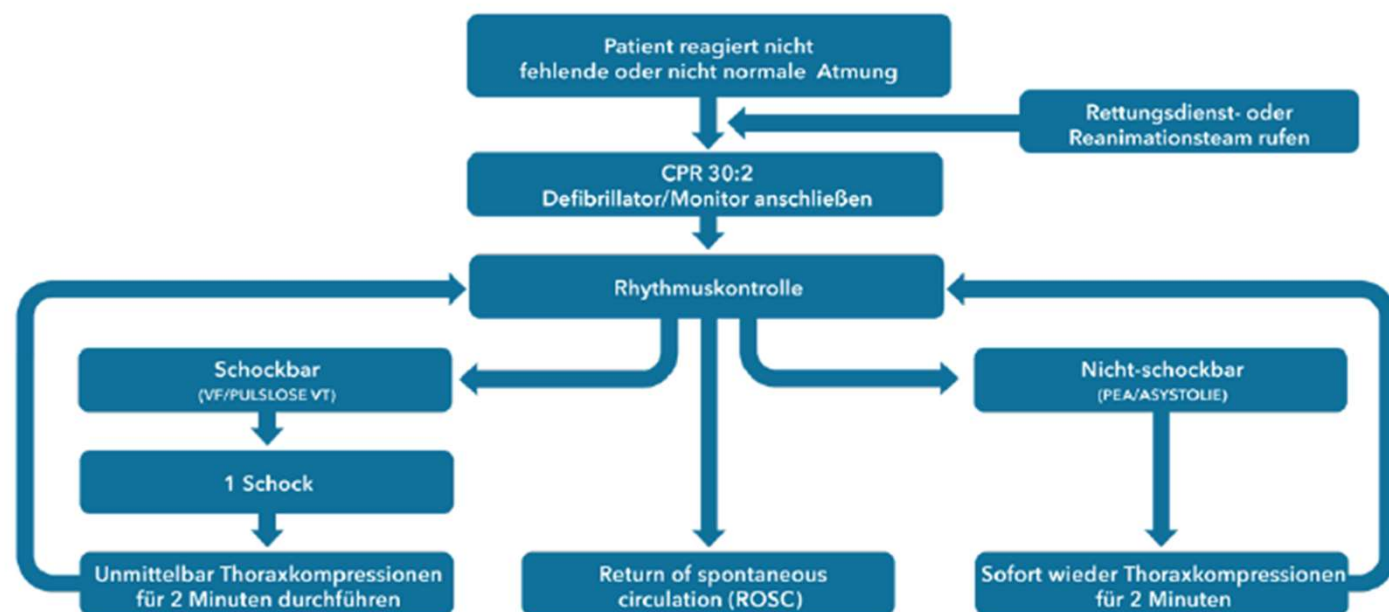 Patient reagiert nicht
fehlende oder nicht normale Atmung
Rettungsdienst- oder
Reanimationsteam rufen
CPR 30:2
Defibrillator/Monitor anschließen
Rhythmuskontrolle
Schockbar
(VF/PULSLOSE VT)
Nicht-schockbar
(PEA/ASYSTOLIE)
1 Schock
Unmittelbar Thoraxkompressionen
für 2 Minuten durchführen
Return of spontaneous
circulation (ROSC)
Sofort wieder Thoraxkompressionen
für 2 Minuten